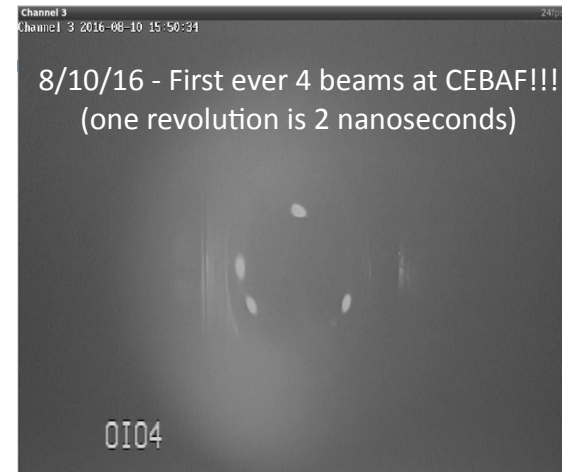 Channel 3
24fps
Channel 3 2016-08-10 15:50:34
8/10/16 - First ever 4 beams at CEBAF!!!
(one revolution is 2 nanoseconds)
0I04